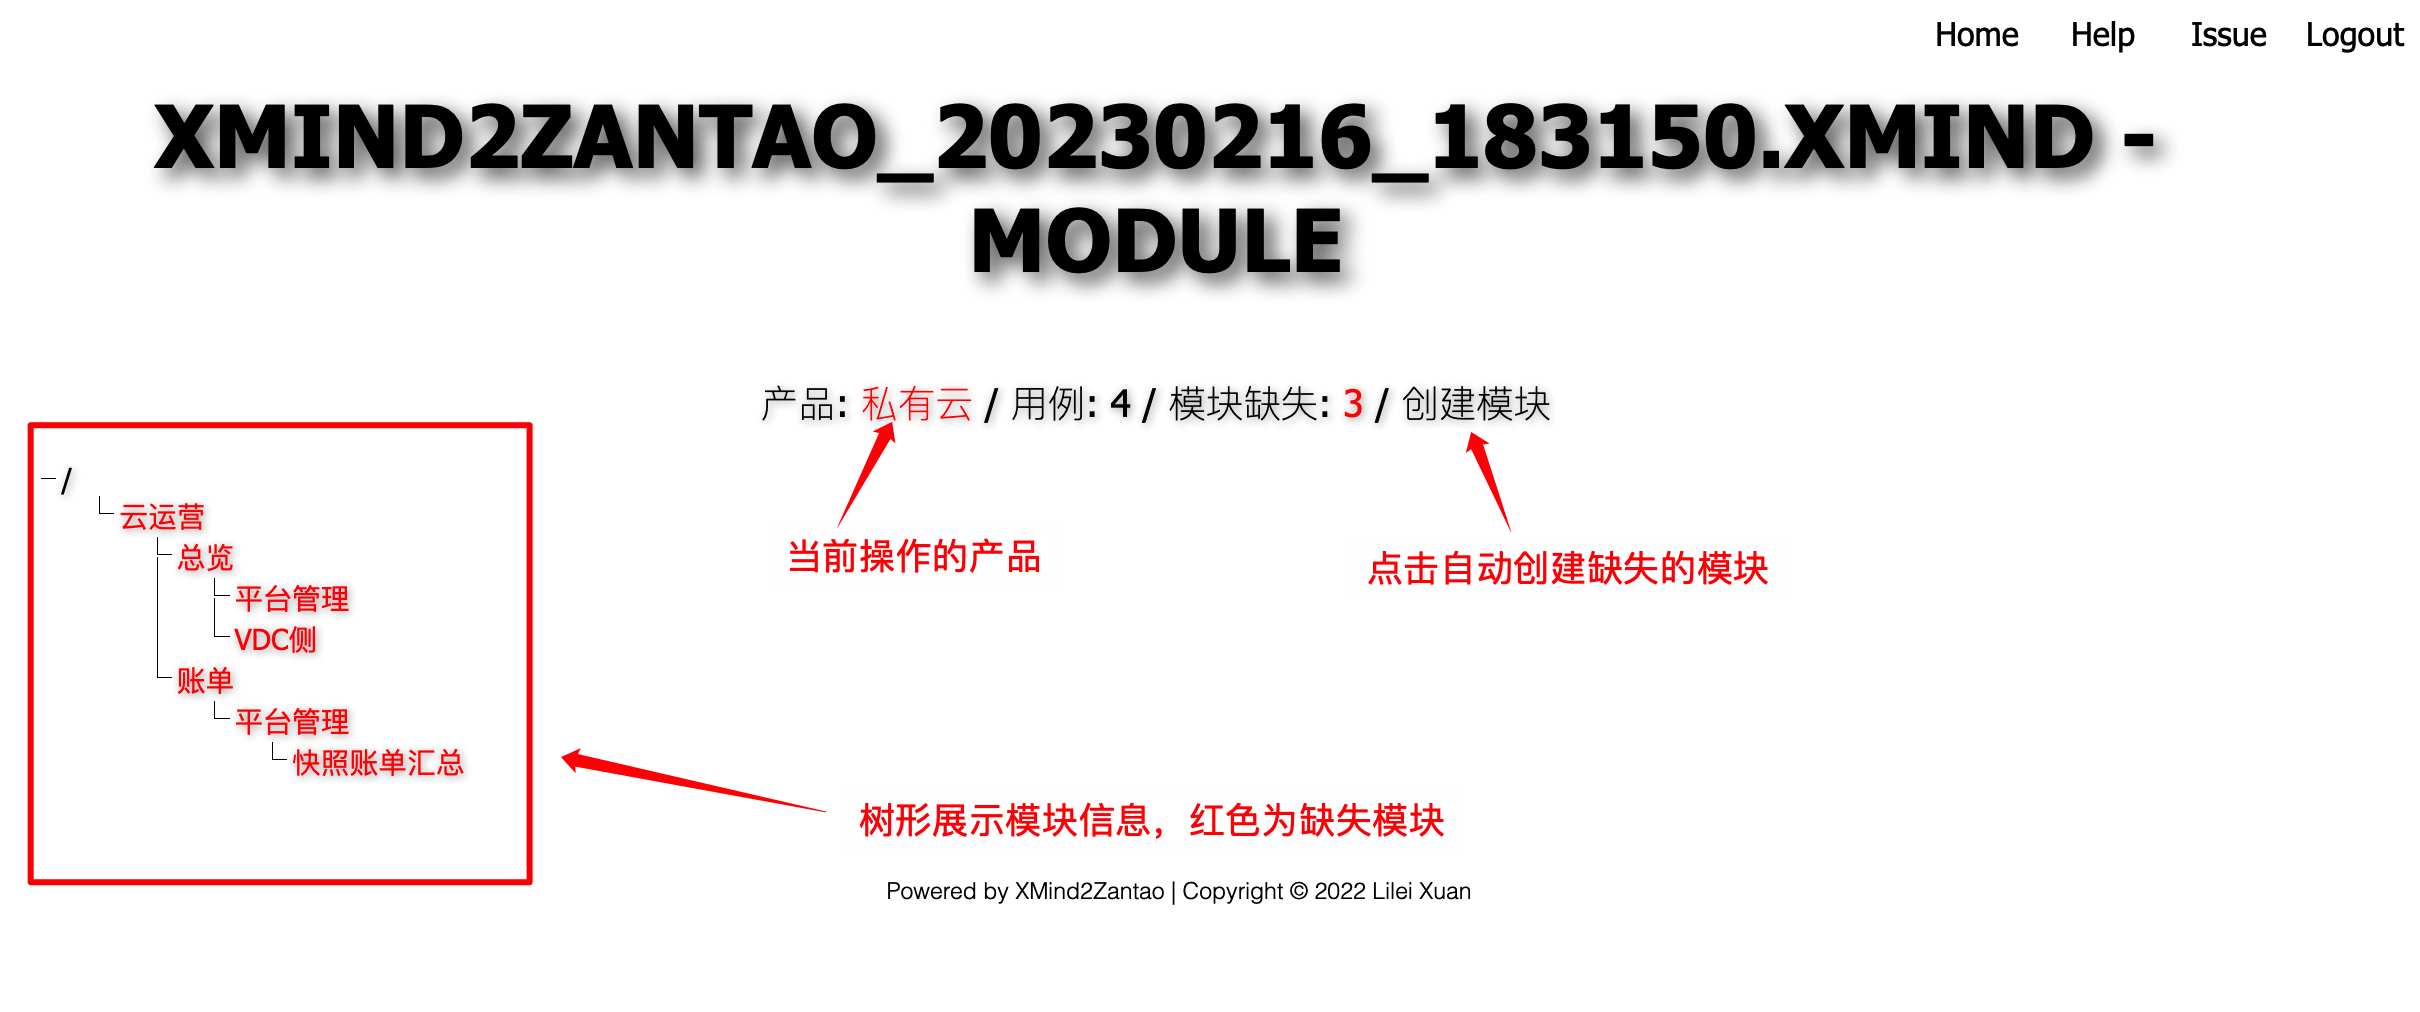 Home Help Issue Logout
XMIND2ZANTAO_20230216_183150.XMIND -
MODULE
产品: 私有云 / 用例: 4 / 模块缺失: 3 / 创建模块
/
云运营
总览
平台管理
VDC侧
账单
平台管理
快照账单汇总
当前操作的产品
点击自动创建缺失的模块
树形展示模块信息，红色为缺失模块
Powered by XMind2Zantao | Copyright © 2022 Lilei Xuan